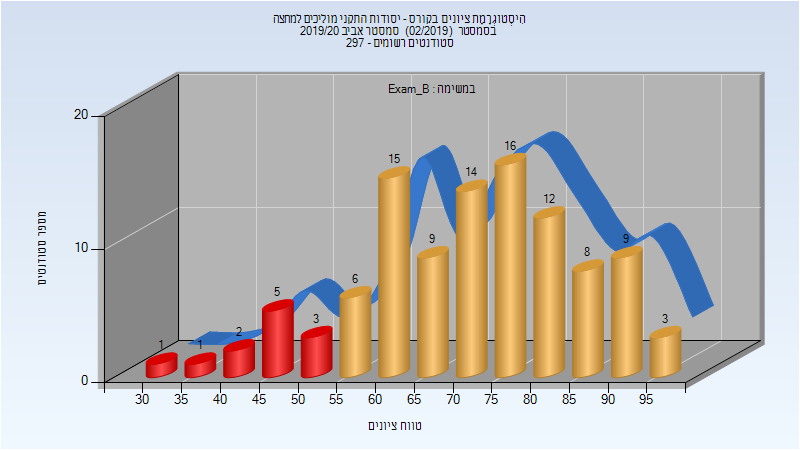 היסטוגרמת ציונים בקורס - יסודות התקני מוליכים למחצה
בסמסטר (02/2019) סמסטר אביב 2019/20
סטודנטים רשומים - 297
במשימה : Exam_B
מספר סטודנטים
20
10
0
1
1
2
5
3
6
15
9
14
16
12
8
9
3
30 35 40 45 50 55 60 65 70 75 80 85 90 95
טווח ציונים